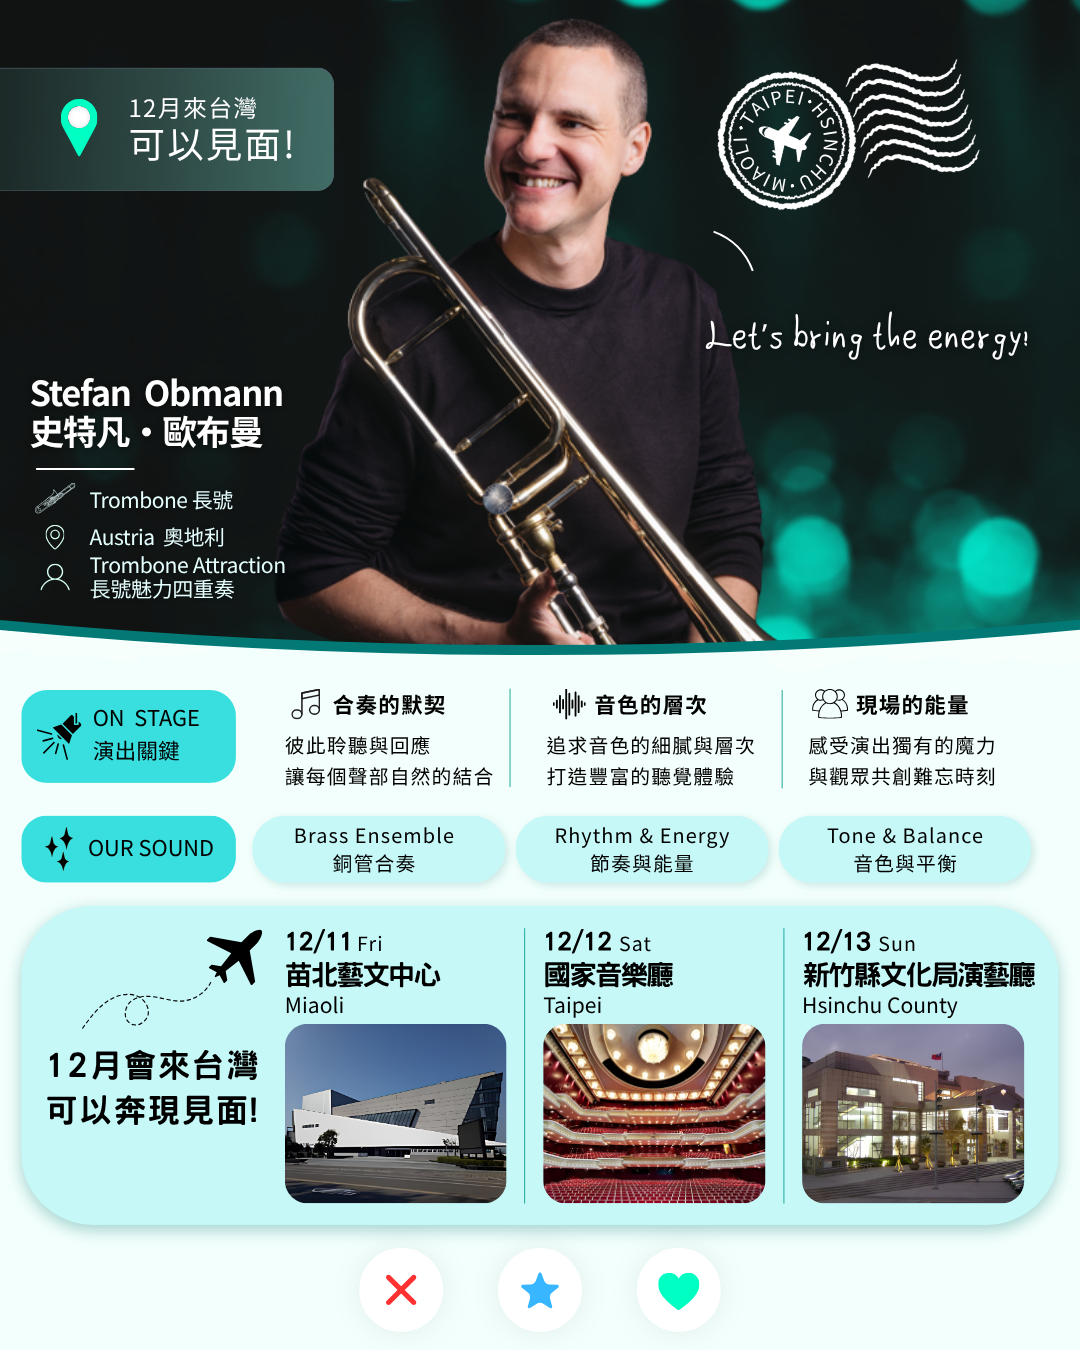 12月來台灣
可以見面!
TAIPEI · HSINCHU · MIAOLI ·
Let's bring the energy!
Stefan Obmann
史特凡・歐布曼
Trombone 長號
Austria 奧地利
Trombone Attraction
長號魅力四重奏
ON STAGE
演出關鍵
合奏的默契
彼此聆聽與回應
讓每個聲部自然的結合
音色的層次
追求音色的細膩與層次
打造豐富的聽覺體驗
現場的能量
感受演出獨有的魔力
與觀眾共創難忘時刻
OUR SOUND
Brass Ensemble
銅管合奏
Rhythm & Energy
節奏與能量
Tone & Balance
音色與平衡
12月會來台灣
可以奔現見面!
12/11 Fri
苗北藝文中心
Miaoli
12/12 Sat
國家音樂廳
Taipei
12/13 Sun
新竹縣文化局演藝廳
Hsinchu County